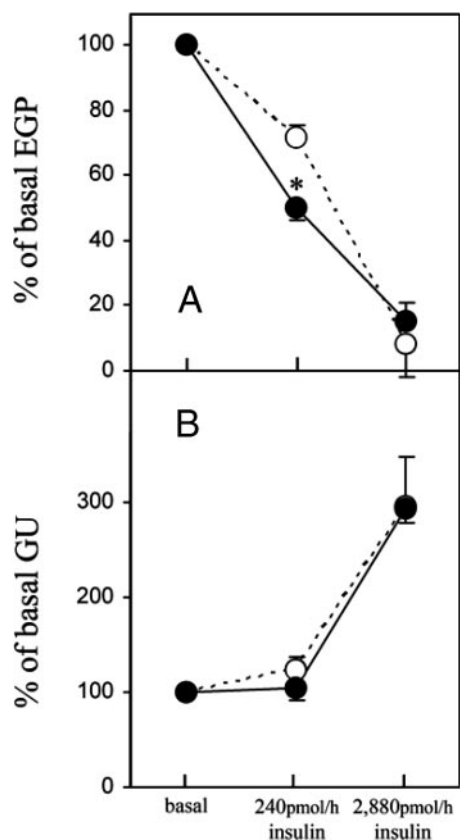 % of basal EGP
100
80
60
40
20
0
*
A
% of basal GU
300
200
100
0
B
basal
240pmol/h
insulin
2,880pmol/h
insulin